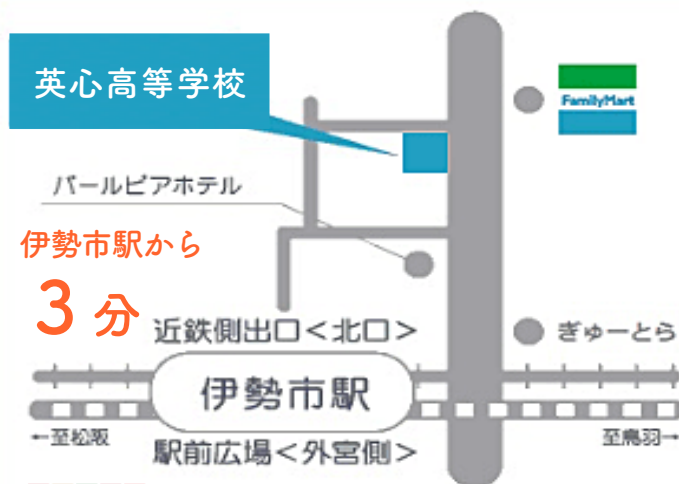 英心高等学校
FamilyMart
パールピアホテル
伊勢市駅から
3分
近鉄側出口<北口>
ぎゅーとら
伊勢市駅
←至松阪
至鳥羽→
駅前広場<外宮側>